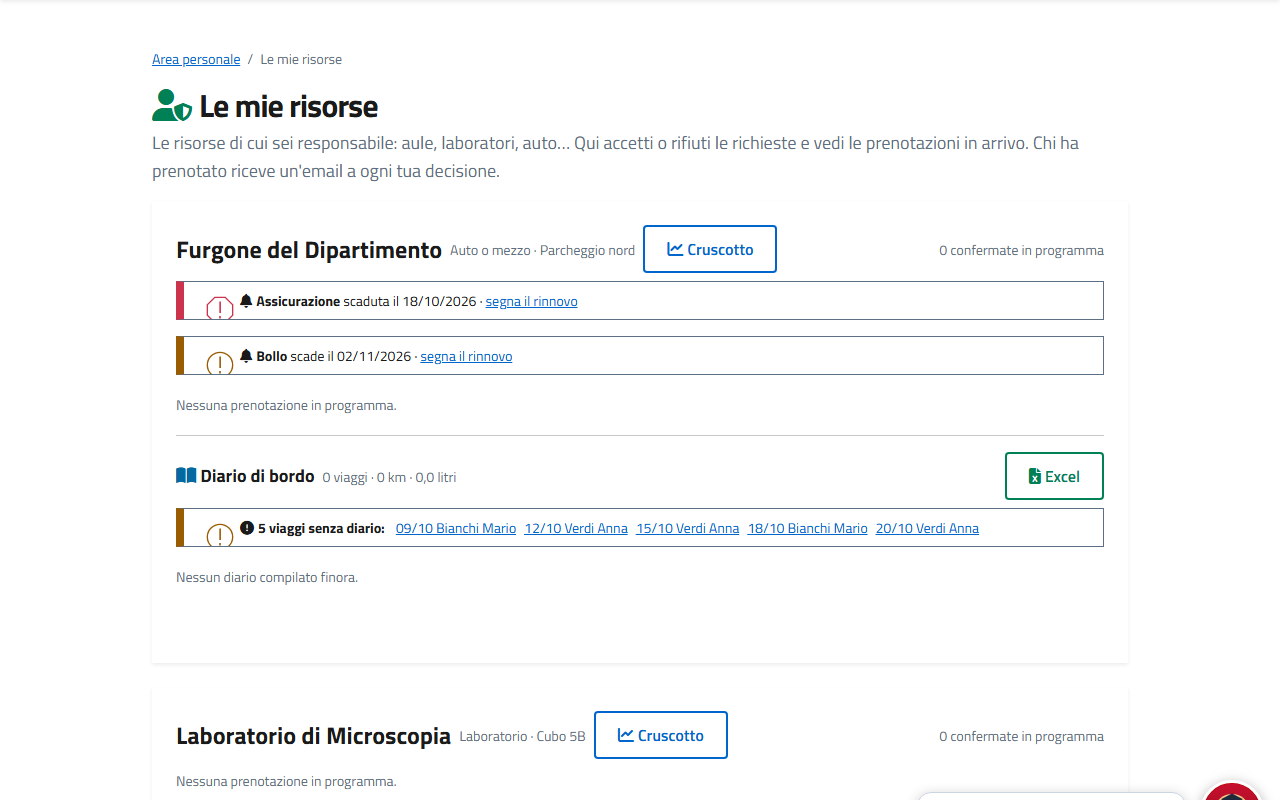 Area personale / Le mie risorse
Le mie risorse
Le risorse di cui sei responsabile: aule, laboratori, auto… Qui accetti o rifiuti le richieste e vedi le prenotazioni in arrivo. Chi ha
prenotato riceve un'email a ogni tua decisione.
Furgone del Dipartimento Auto o mezzo · Parcheggio nord Cruscotto 0 confermate in programma
Assicurazione scaduta il 18/10/2026 · segna il rinnovo
Bollo scade il 02/11/2026 · segna il rinnovo
Nessuna prenotazione in programma.
Diario di bordo 0 viaggi · 0 km · 0,0 litri Excel
5 viaggi senza diario: 09/10 Bianchi Mario 12/10 Verdi Anna 15/10 Verdi Anna 18/10 Bianchi Mario 20/10 Verdi Anna
Nessun diario compilato finora.
Laboratorio di Microscopia Laboratorio · Cubo 5B Cruscotto 0 confermate in programma
Nessuna prenotazione in programma.